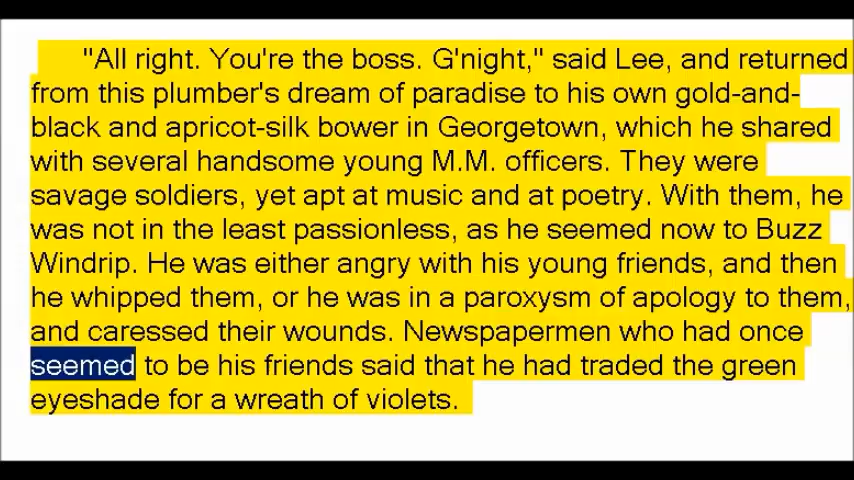 "All right. You're the boss. G'night," said Lee, and returned
from this plumber's dream of paradise to his own gold-and-
black and apricot-silk bower in Georgetown, which he shared
with several handsome young M.M. officers. They were
savage soldiers, yet apt at music and at poetry. With them, he
was not in the least passionless, as he seemed now to Buzz
Windrip. He was either angry with his young friends, and then
he whipped them, or he was in a paroxysm of apology to them,
and caressed their wounds. Newspapermen who had once
seemed to be his friends said that he had traded the green
eyeshade for a wreath of violets.